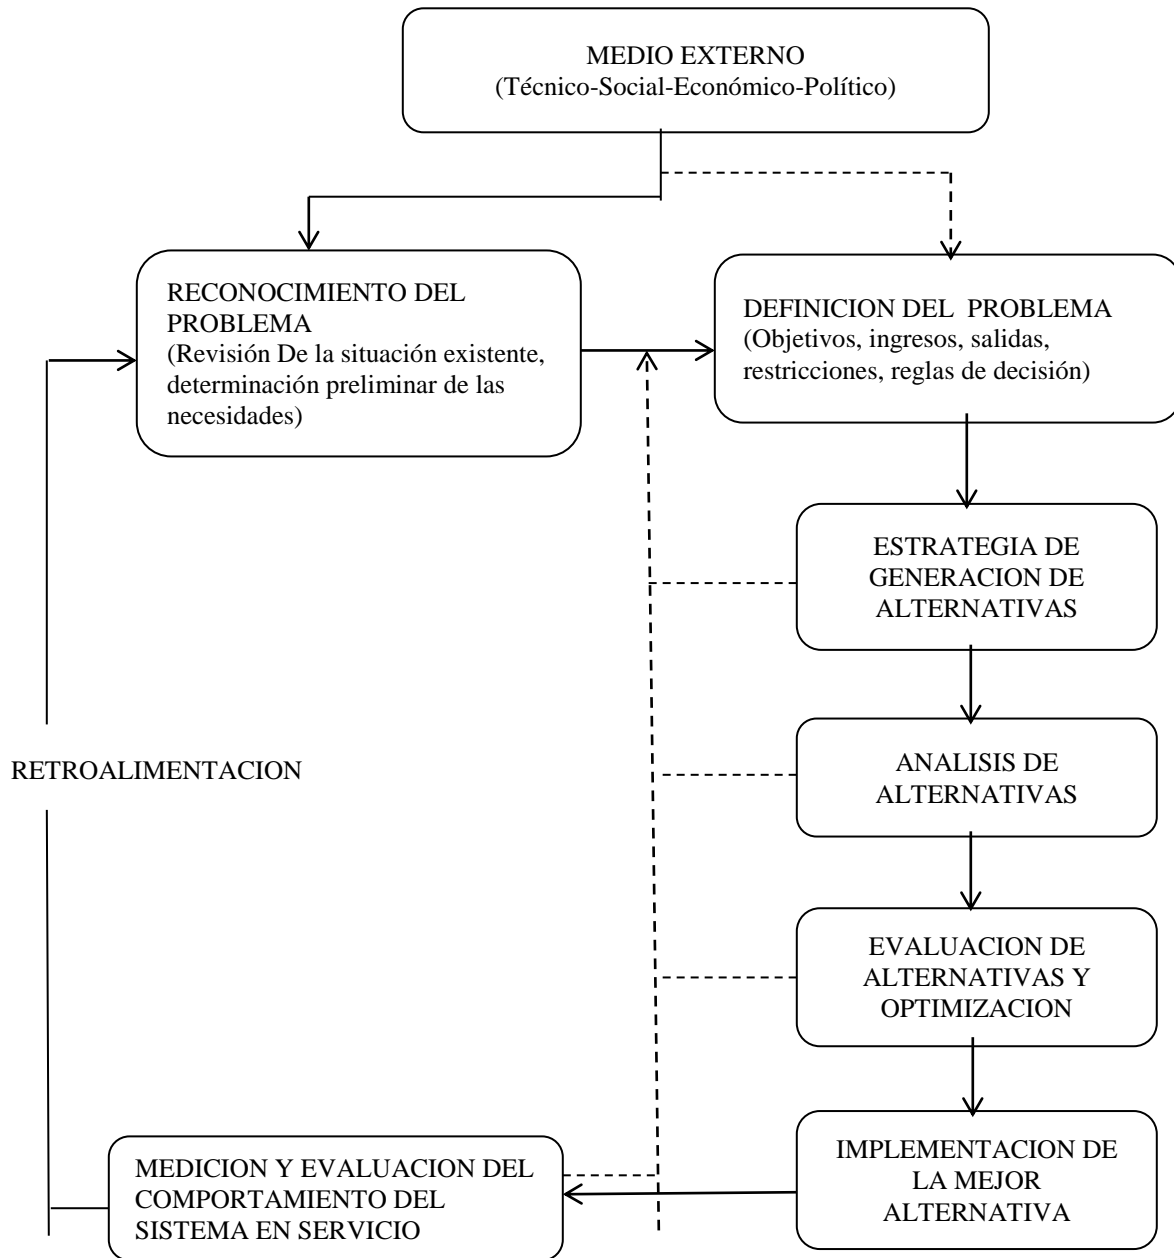 MEDIO EXTERNO
(Técnico-Social-Económico-Político)
RECONOCIMIENTO DEL
PROBLEMA
(Revisión De la situación existente,
determinación preliminar de las
necesidades)
DEFINICION DEL PROBLEMA
(Objetivos, ingresos, salidas,
restricciones, reglas de decisión)
ESTRATEGIA DE
GENERACION DE
ALTERNATIVAS
RETROALIMENTACION
ANALISIS DE
ALTERNATIVAS
EVALUACION DE
ALTERNATIVAS Y
OPTIMIZACION
IMPLEMENTACION DE
LA MEJOR
ALTERNATIVA
MEDICION Y EVALUACION DEL
COMPORTAMIENTO DEL
SISTEMA EN SERVICIO